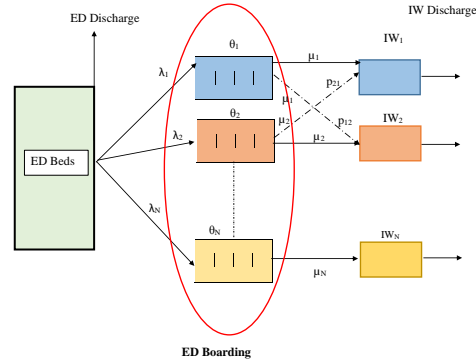 ED Discharge
IW Discharge
θ1
μ1
IW1
λ1
p21
μ1
θ2
μ2
IW2
λ2
p12
μ2
ED Beds
λN
θN
IWN
μN
ED Boarding